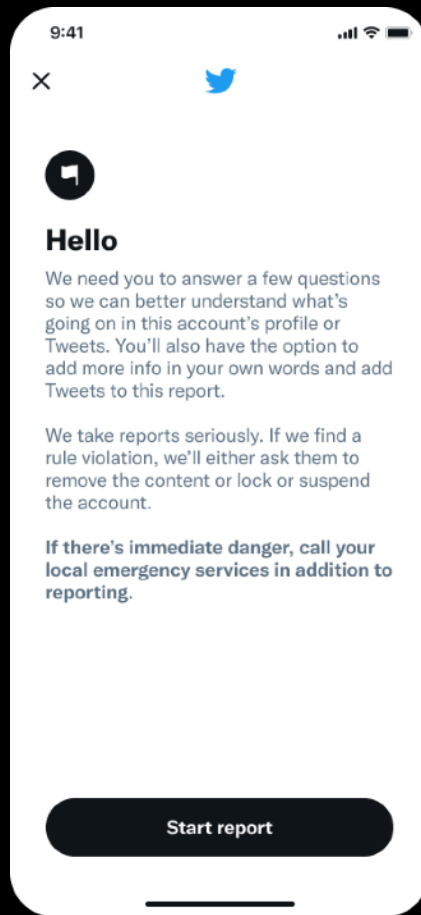 9:41
Hello
We need you to answer a few questions
so we can better understand what's
going on in this account's profile or
Tweets. You'll also have the option to
add more info in your own words and add
Tweets to this report.
We take reports seriously. If we find a
rule violation, we'll either ask them to
remove the content or lock or suspend
the account.
If there's immediate danger, call your
local emergency services in addition to
reporting.
Start report